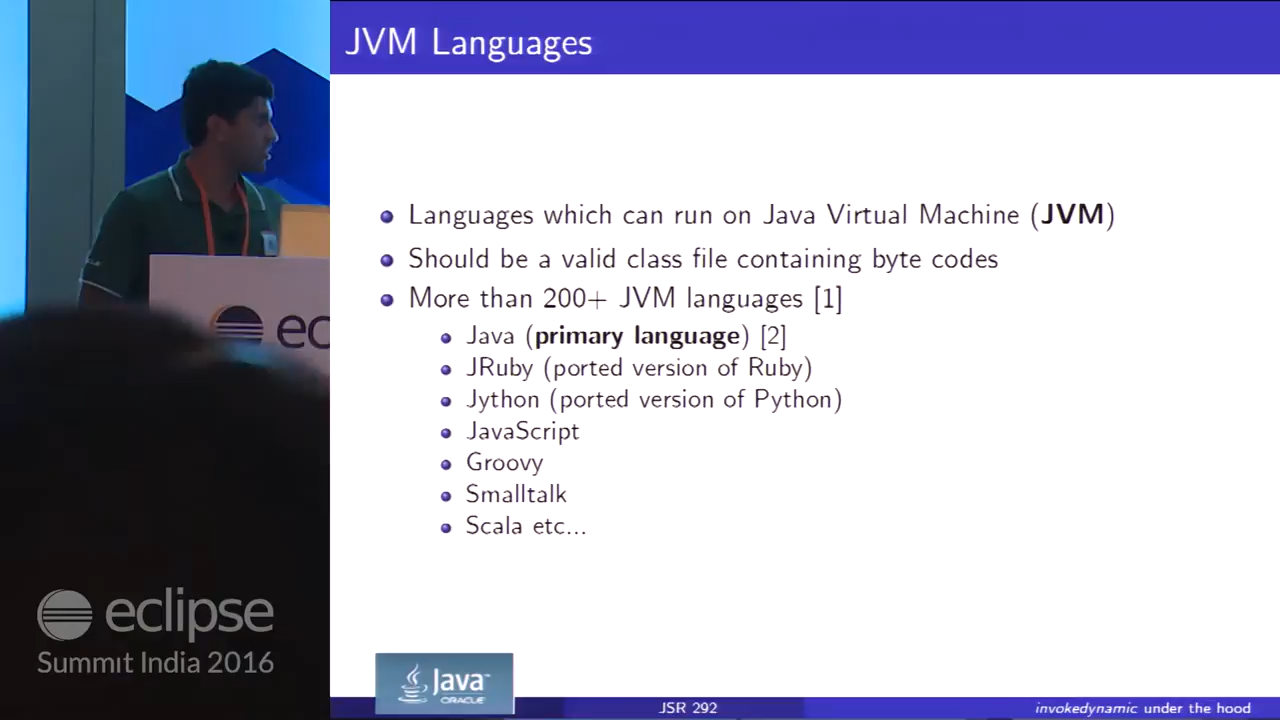 JVM Languages
Languages which can run on Java Virtual Machine (JVM)
Should be a valid class file containing byte codes
More than 200+ JVM languages [1]
Java (primary language) [2]
JRuby (ported version of Ruby)
Jython (ported version of Python)
JavaScript
Groovy
Smalltalk
Scala etc...
ec
eclipse
Summit India 2016
Java™
ORACLE
JSR 292
invokedynamic under the hood